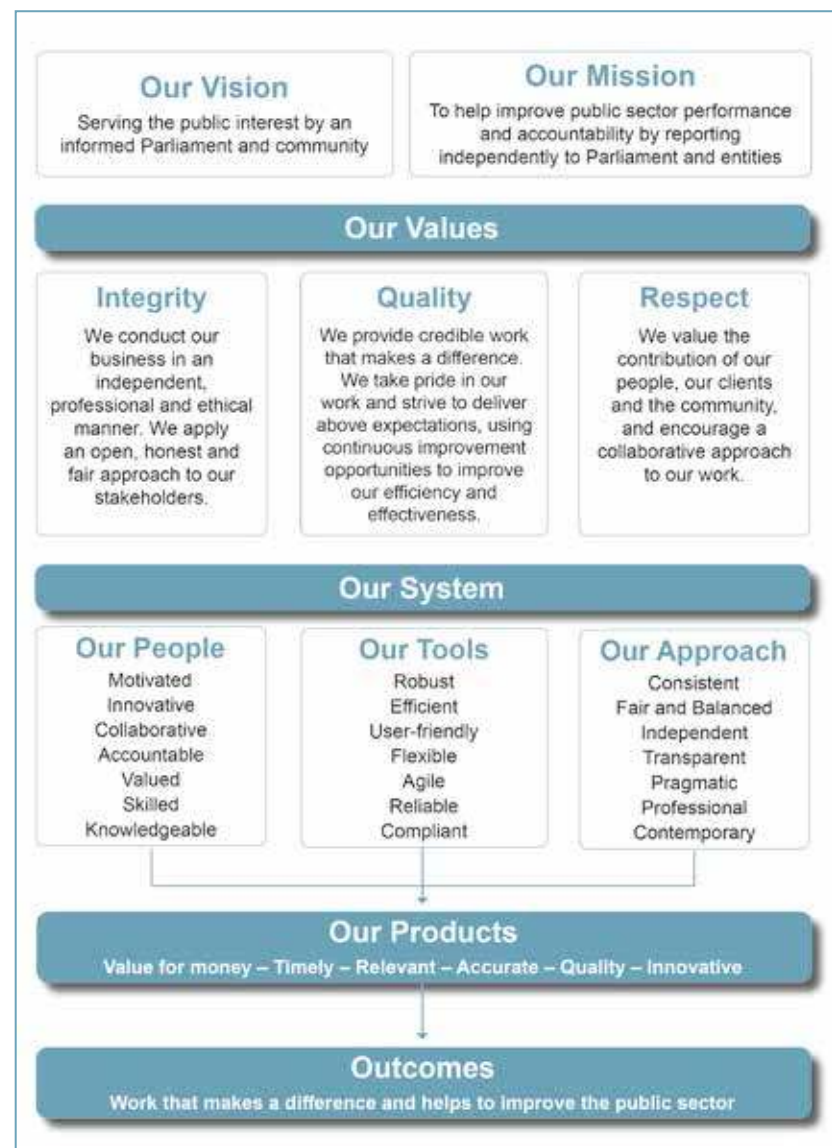 Our Vision
Serving the public interest by an
informed Parliament and community
Our Mission
To help improve public sector performance
and accountability by reporting
independently to Parliament and entities
Our Values
Integrity
We conduct our
business in an
independent,
professional and ethical
manner. We apply
an open, honest and
fair approach to our
stakeholders.
Quality
We provide credible work
that makes a difference.
We take pride in our
work and strive to deliver
above expectations, using
continuous improvement
opportunities to improve
our efficiency and
effectiveness.
Respect
We value the
contribution of our
people, our clients
and the community,
and encourage a
collaborative approach
to our work.
Our System
Our People
Motivated
Innovative
Collaborative
Accountable
Valued
Skilled
Knowledgeable
Our Tools
Robust
Efficient
User-friendly
Flexible
Agile
Reliable
Compliant
Our Approach
Consistent
Fair and Balanced
Independent
Transparent
Pragmatic
Professional
Contemporary
Our Products
Value for money – Timely – Relevant – Accurate – Quality – Innovative
Outcomes
Work that makes a difference and helps to improve the public sector